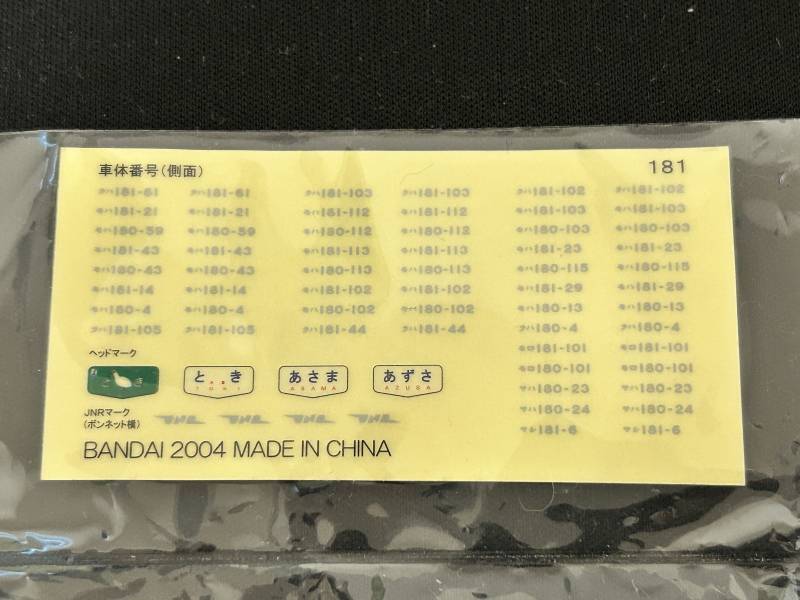 車体番号(側面) 181
クハ181-61 クハ181-61 クハ181-103 クハ181-103 モハ181-102 クハ181-102
モハ181-21 モハ181-21 モハ181-112 モハ181-112 モハ181-103 モハ181-103
モハ180-59 モハ180-59 モハ180-112 モハ180-112 モハ180-103 モハ180-103
モハ181-43 モハ181-43 モハ181-113 モハ181-113 モハ181-23 モハ181-23
モハ180-43 モハ180-43 モハ180-113 モハ180-113 モハ180-115 モハ180-115
モハ181-14 モハ181-14 モハ181-102 モハ181-102 モハ181-29 モハ181-29
モハ180-4 モハ180-4 モハ180-102 180-102 モハ180-13 モハ180-13
クハ181-105 クハ181-105 クハ181-44 クハ181-44 クハ180-4 クハ180-4
モロ181-101 モロ181-101
ヘッドマーク
モロ180-101 モロ180-101
とき とき TOKI あさま ASAMA あずさ AZUSA サハ180-23 サハ180-23
JNRマーク
(ボンネット横) JNR JNR JNR JNR サハ180-24 サハ180-24
サシ181-6 サシ181-6
BANDAI 2004 MADE IN CHINA